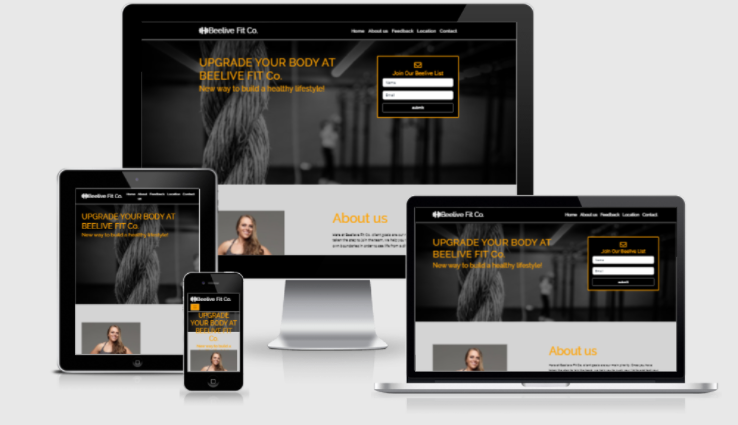 Beelive Fit Co.
Home About us Feedback Location Contact
UPGRADE YOUR BODY AT
BEELIVE FIT Co.
New way to build a healthy lifestyle!
Join Our Beelive List
Name
Email
submit
About us
Beelive Fit Co.
Home About Feedback Location Contact
us
UPGRADE YOUR BODY AT
BEELIVE FIT Co.
New way to build a healthy lifestyle!
Beelive Fit Co.
UPGRADE
YOUR BODY AT
BEELIVE FIT
Co.
Beelive Fit Co.
Home About us Feedback Location Contact
UPGRADE YOUR BODY AT
BEELIVE FIT Co.
New way to build a healthy lifestyle!
Join Our Beelive List
Name
Email
submit
About us